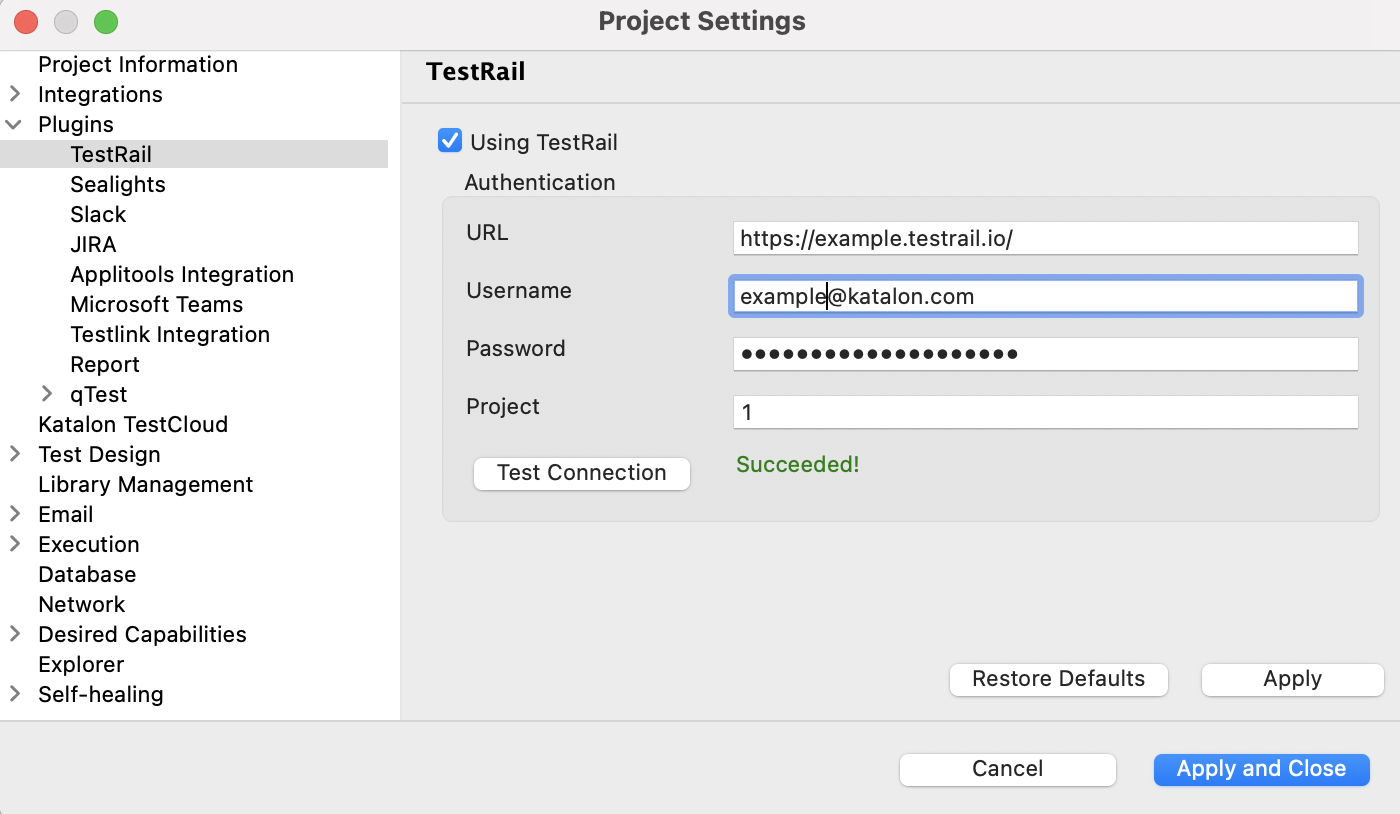 Project Settings
Project Information
Integrations
Plugins
TestRail
Sealights
Slack
JIRA
Applitools Integration
Microsoft Teams
Testlink Integration
Report
qTest
Katalon TestCloud
Test Design
Library Management
Email
Execution
Database
Network
Desired Capabilities
Explorer
Self-healing
TestRail
Using TestRail
Authentication
URL
https://example.testrail.io/
Username
example@katalon.com
Password
●●●●●●●●●●●●●●●●●●●●
Project
1
Test Connection
Succeeded!
Restore Defaults
Apply
Cancel
Apply and Close